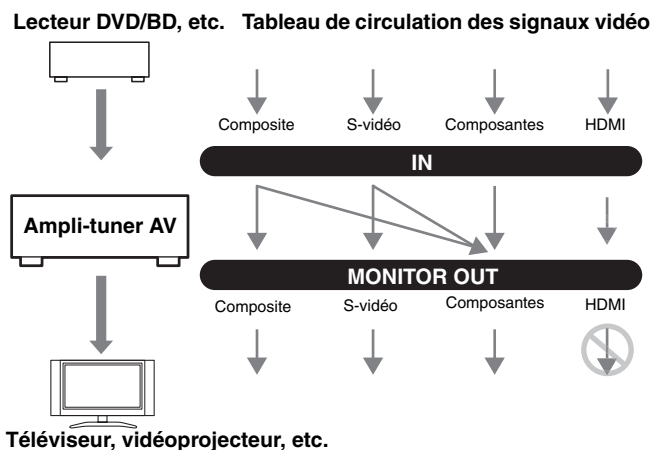 Lecteur DVD/BD, etc. Tableau de circulation des signaux vidéo
Composite S-vidéo Composantes HDMI
IN
Ampli-tuner AV
MONITOR OUT
Composite S-vidéo Composantes HDMI
Téléviseur, vidéoprojecteur, etc.